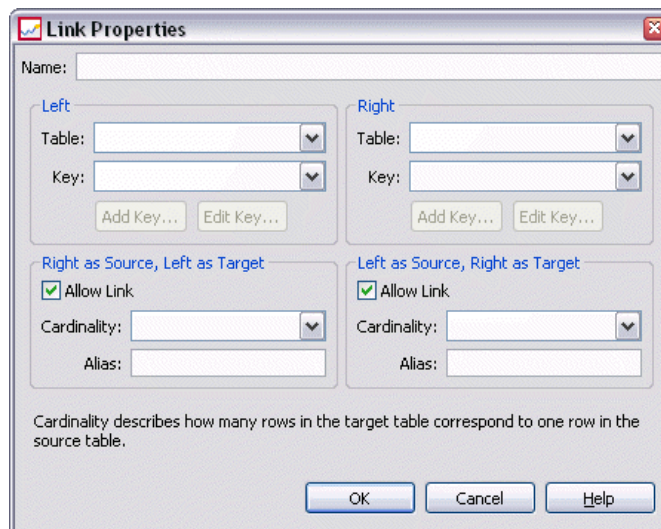 Link Properties
Name:
Left
Right
Table:
Table:
Key:
Key:
Add Key... Edit Key...
Add Key... Edit Key...
Right as Source, Left as Target
Left as Source, Right as Target
Allow Link
Allow Link
Cardinality:
Cardinality:
Alias:
Alias:
Cardinality describes how many rows in the target table correspond to one row in the
source table.
OK Cancel Help